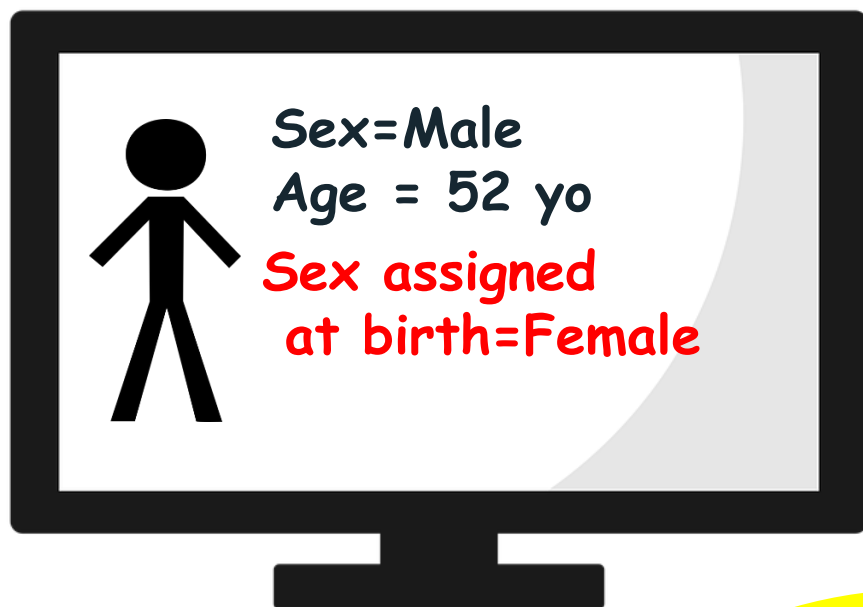 Sex=Male
Age = 52 yo
Sex assigned
at birth=Female